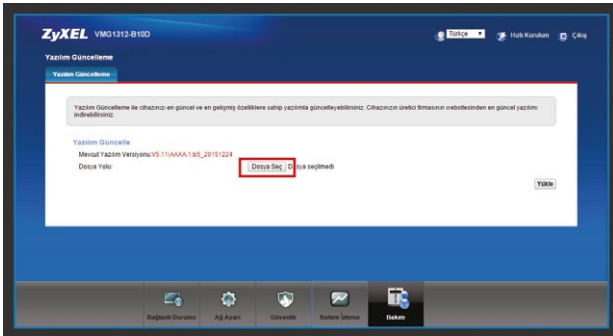 ZyXEL VMG1312-B10D
Türkçe Hızlı Kurulum Çıkış
Yazılım Güncelleme
Yazılım Güncelleme
Yazılım Güncelleme ile cihazınızı en güncel ve en gelişmiş özelliklere sahip yazılımla güncelleyebilirsiniz. Cihazınızın üretici firmasının websitesinden en güncel yazılımı
indirebilirsiniz.
Yazılım Güncelle
Mevcut Yazılım Versiyonu:V5.11(AAXA.1)b5_20151224
Dosya Yolu: Dosya Seç Dosya seçilmedi
Yükle
Bağlantı Durumu Ağ Ayarı Güvenlik Sistem İzleme Bakım